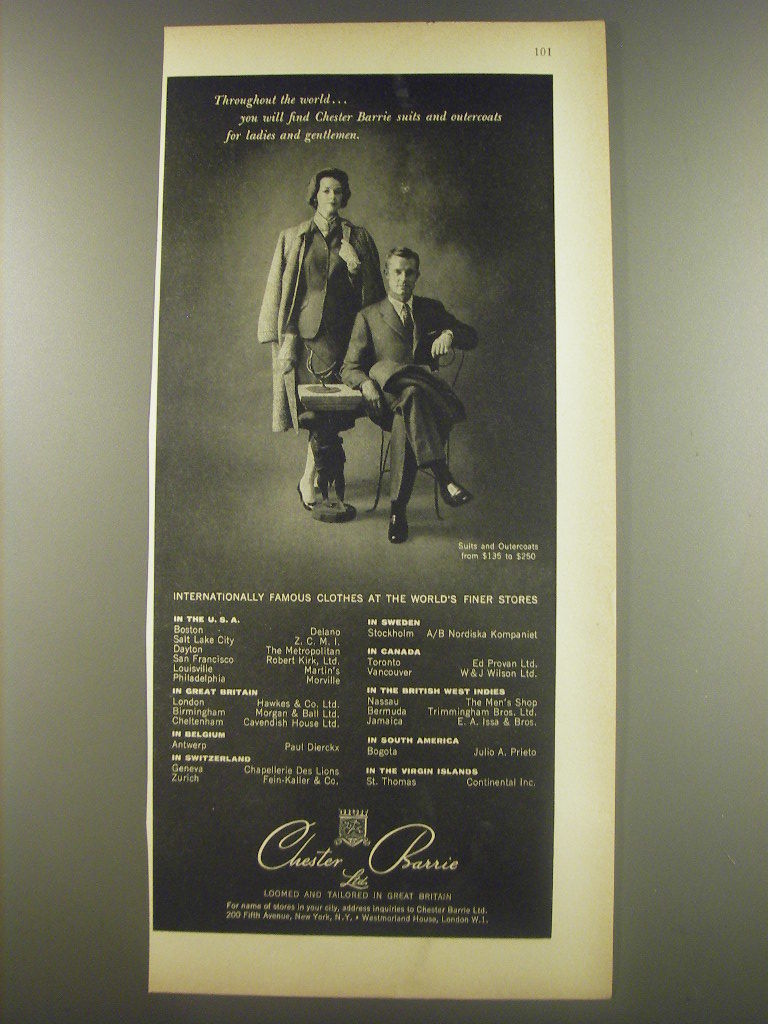 101
Throughout the world...
you will find Chester Barrie suits and outercoats
for ladies and gentlemen.
Suits and Outercoats
from $135 to $250
INTERNATIONALLY FAMOUS CLOTHES AT THE WORLD'S FINER STORES
IN THE U. S. A.
Boston Delano
Salt Lake City Z. C. M. I.
Dayton The Metropolitan
San Francisco Robert Kirk, Ltd.
Louisville Martin's
Philadelphia Morville
IN GREAT BRITAIN
London Hawkes & Co. Ltd.
Birmingham Morgan & Ball Ltd.
Cheltenham Cavendish House Ltd.
IN BELGIUM
Antwerp Paul Dierckx
IN SWITZERLAND
Geneva Chapellerie Des Lions
Zurich Fein-Kaller & Co.
IN SWEDEN
Stockholm A/B Nordiska Kompaniet
IN CANADA
Toronto Ed Provan Ltd.
Vancouver W & J Wilson Ltd.
IN THE BRITISH WEST INDIES
Nassau The Men's Shop
Bermuda Trimmingham Bros. Ltd.
Jamaica E. A. Issa & Bros.
IN SOUTH AMERICA
Bogota Julio A. Prieto
IN THE VIRGIN ISLANDS
St. Thomas Continental Inc.
Chester Barrie
Ltd.
LOOMED AND TAILORED IN GREAT BRITAIN
For name of stores in your city, address inquiries to Chester Barrie Ltd.
200 Fifth Avenue, New York, N.Y. • Westmorland House, London W.1.